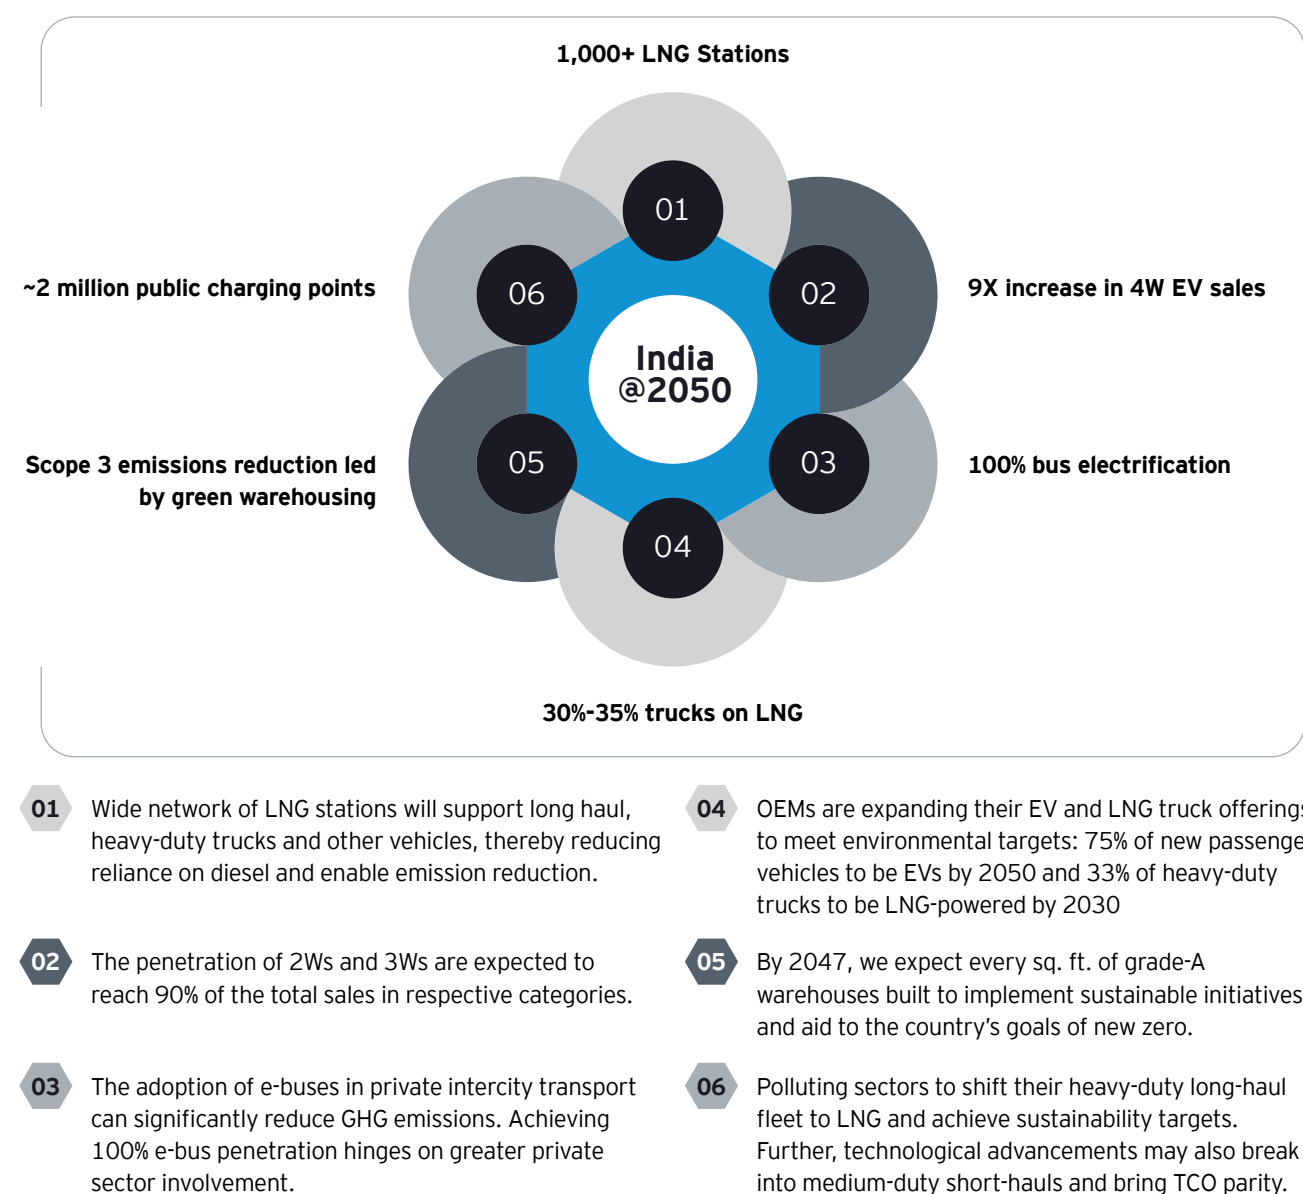 1,000+ LNG Stations
01
06
02
~2 million public charging points
9X increase in 4W EV sales
India
@2050
05
03
Scope 3 emissions reduction led
by green warehousing
100% bus electrification
04
30%-35% trucks on LNG
01
Wide network of LNG stations will support long haul,
heavy-duty trucks and other vehicles, thereby reducing
reliance on diesel and enable emission reduction.
02
The penetration of 2Ws and 3Ws are expected to
reach 90% of the total sales in respective categories.
03
The adoption of e-buses in private intercity transport
can significantly reduce GHG emissions. Achieving
100% e-bus penetration hinges on greater private
sector involvement.
04
OEMs are expanding their EV and LNG truck offerings
to meet environmental targets: 75% of new passenge
vehicles to be EVs by 2050 and 33% of heavy-duty
trucks to be LNG-powered by 2030
05
By 2047, we expect every sq. ft. of grade-A
warehouses built to implement sustainable initiatives
and aid to the country's goals of new zero.
06
Polluting sectors to shift their heavy-duty long-haul
fleet to LNG and achieve sustainability targets.
Further, technological advancements may also break
into medium-duty short-hauls and bring TCO parity.